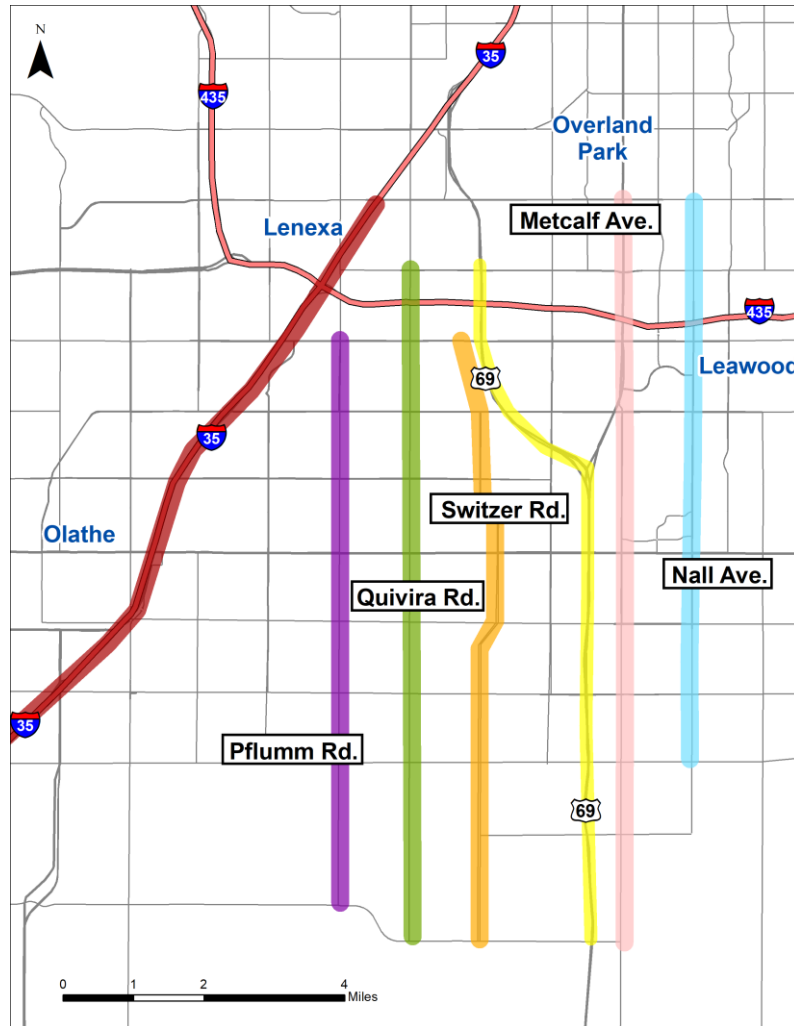 N
35
435
Overland
Park
Metcalf Ave.
Lenexa
435
Leawood
69
35
Switzer Rd.
Olathe
Nall Ave.
Quivira Rd.
35
Pflumm Rd.
69
0 1 2 4
Miles